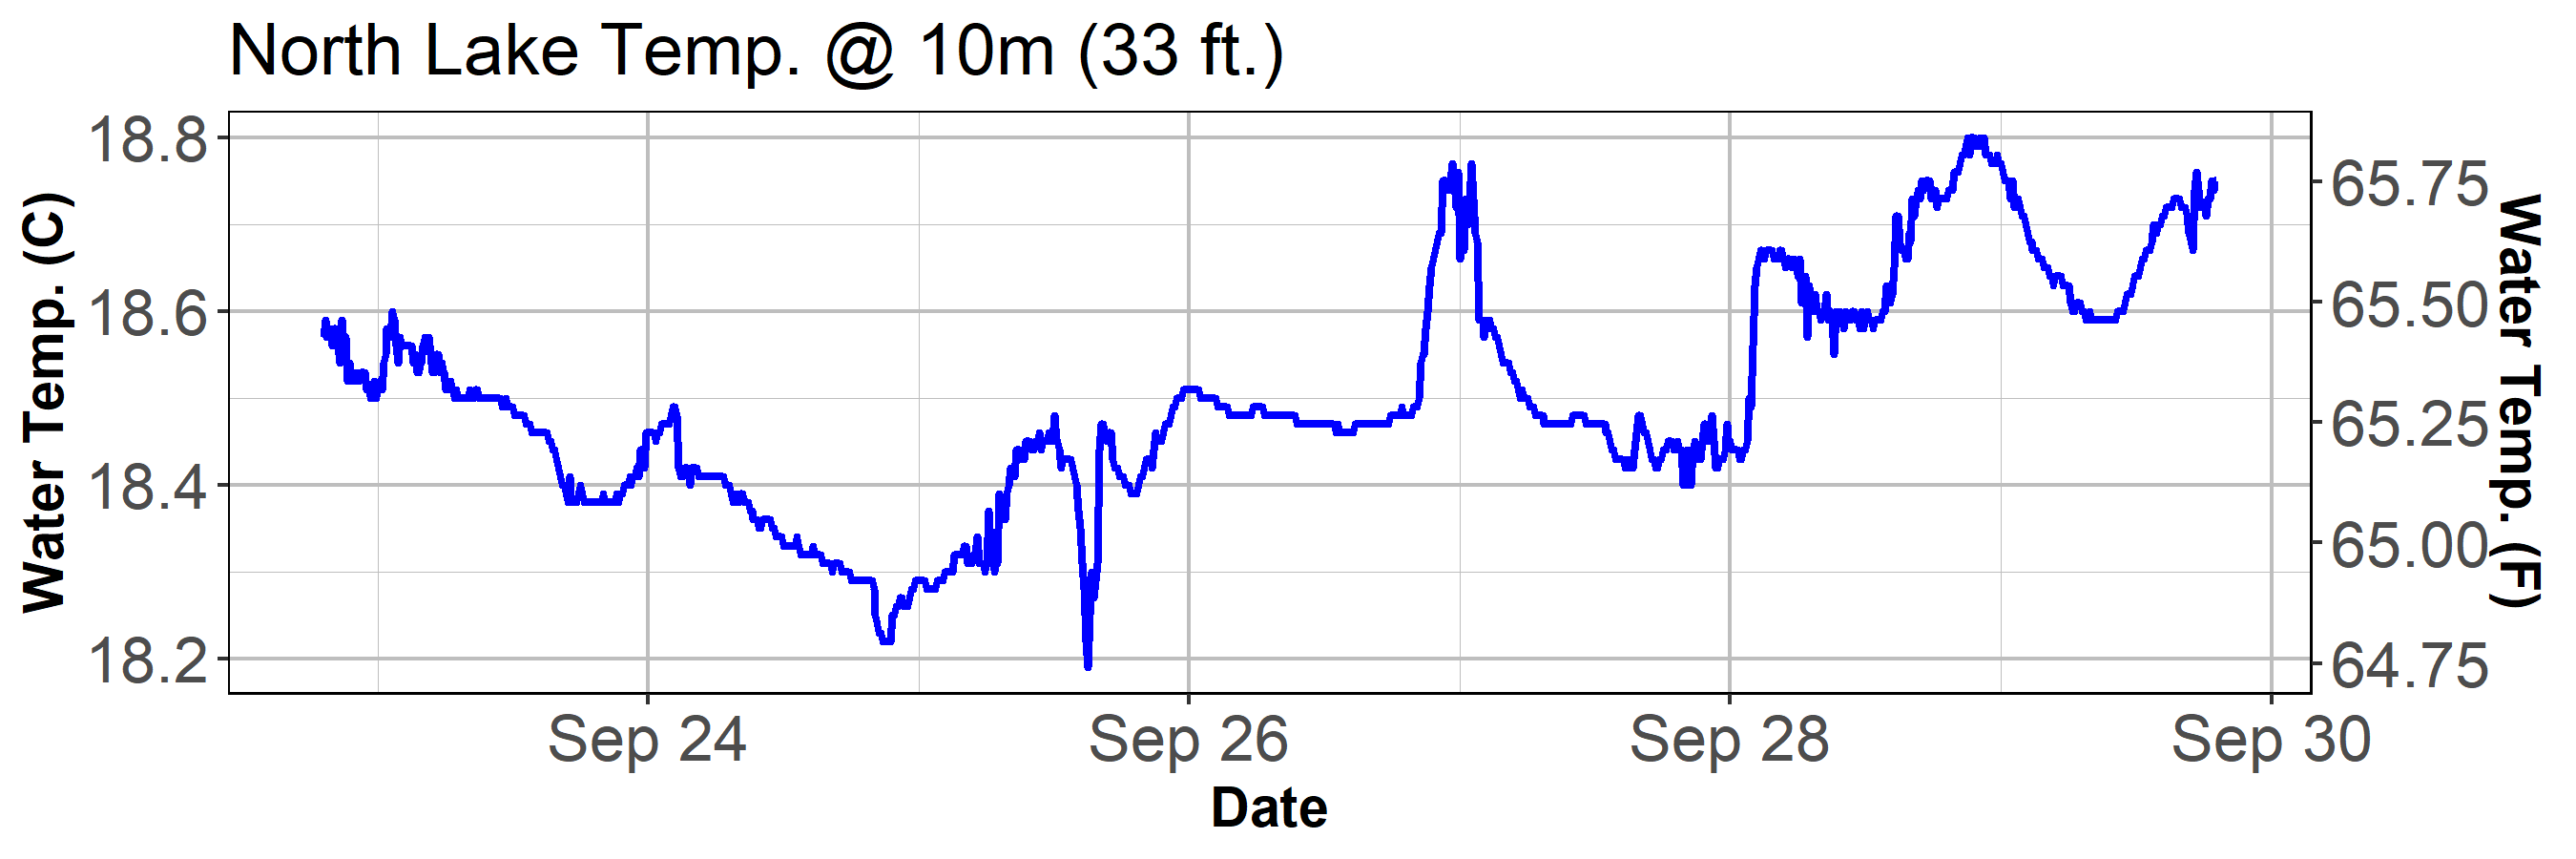 North Lake Temp. @ 10m (33 ft.)
Water Temp. (C)
18.8
18.6
18.4
18.2
65.75
65.50
65.25
65.00
64.75
Water Temp. (F)
Sep 24 Sep 26 Sep 28 Sep 30
Date